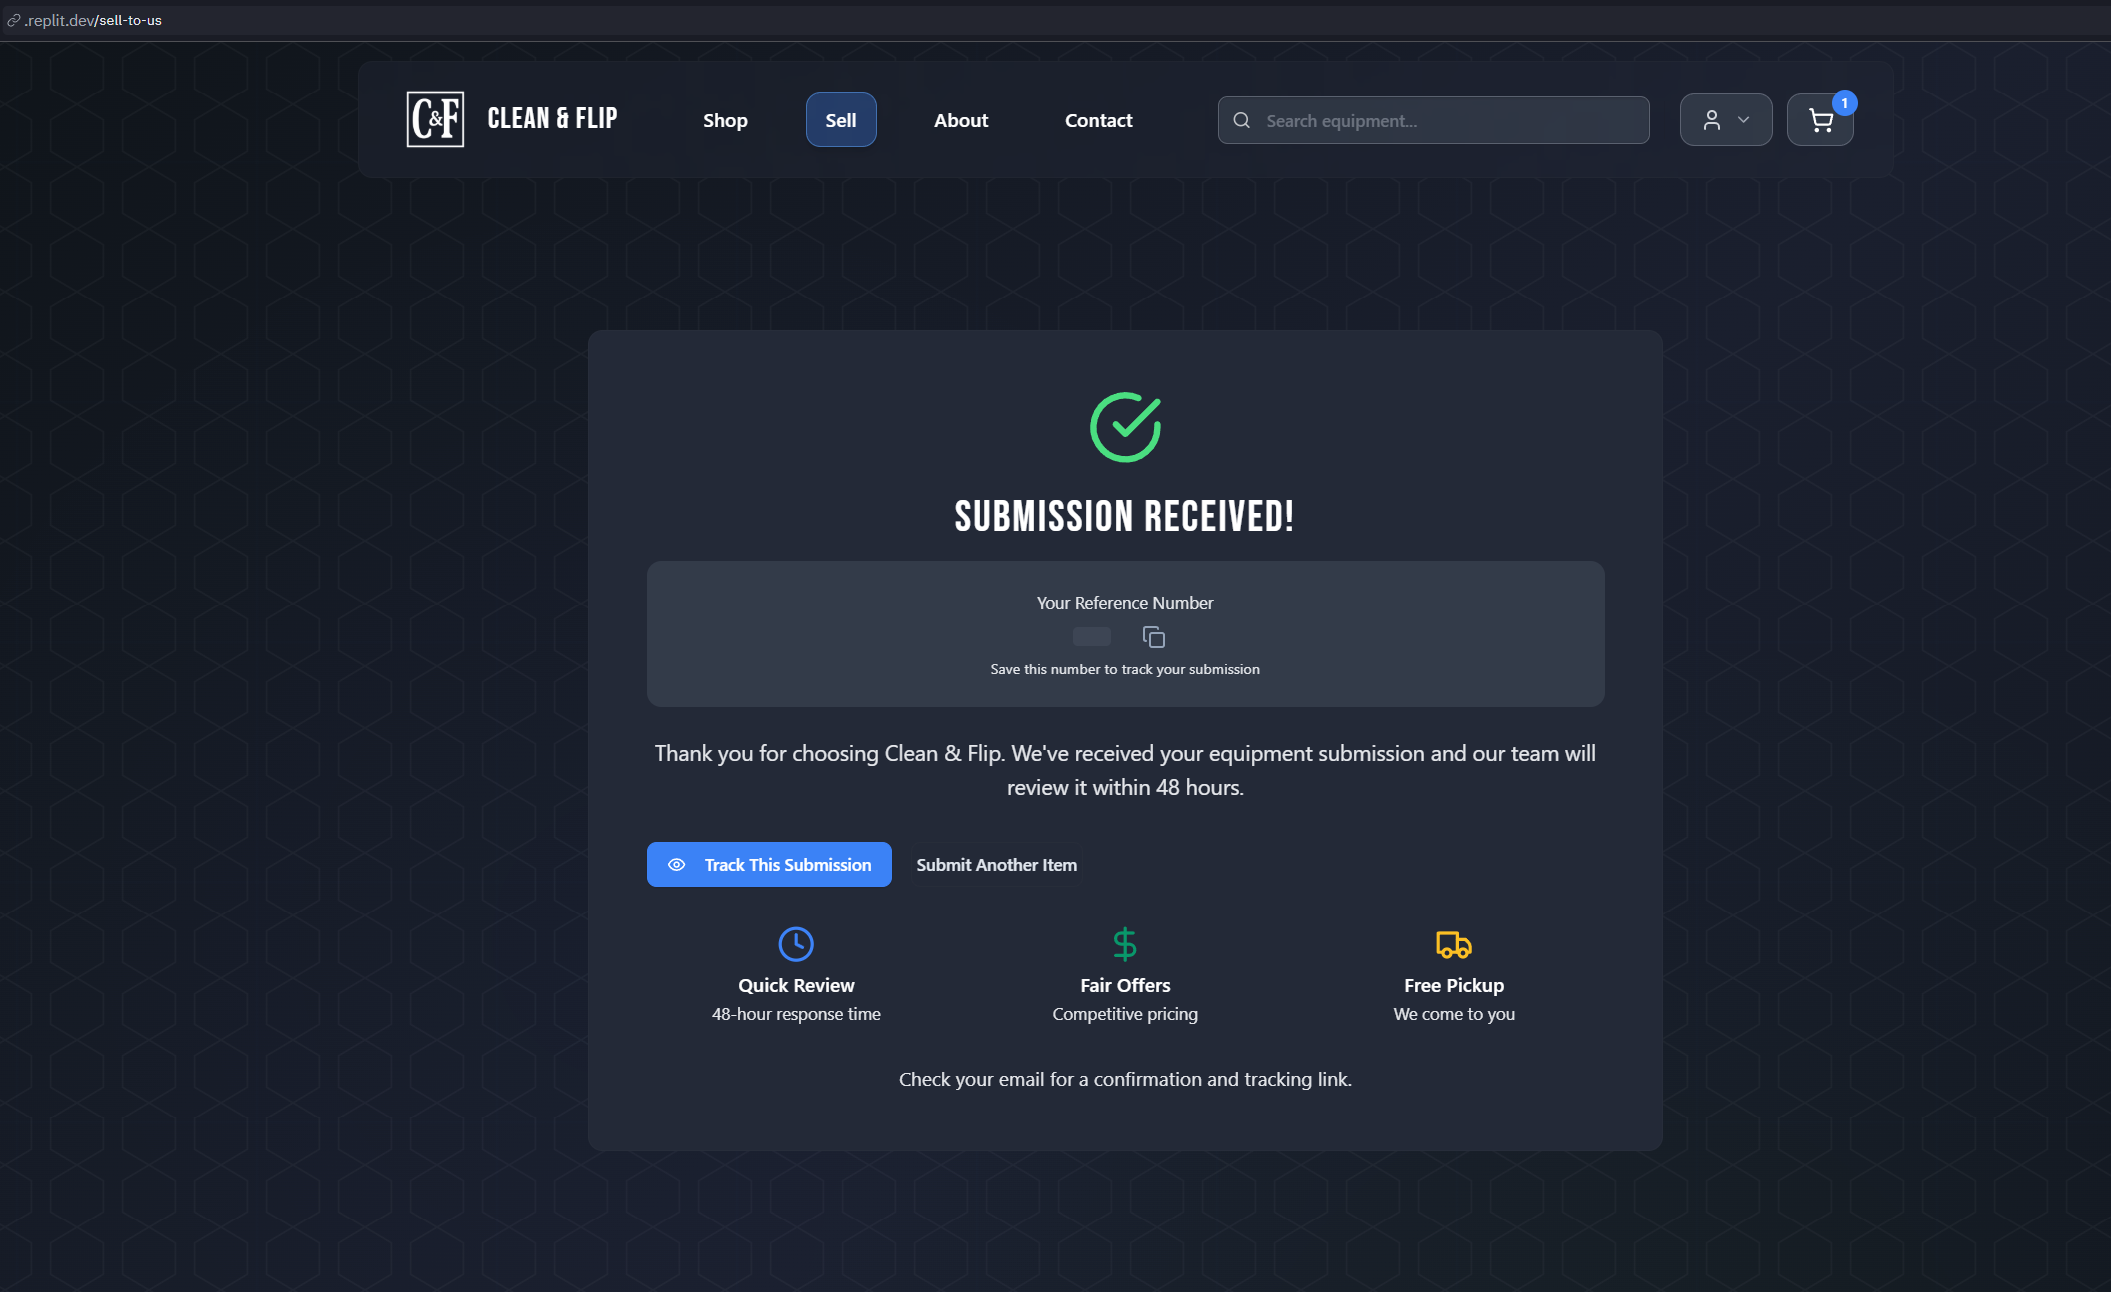 .replit.dev/sell-to-us
C&F
CLEAN & FLIP
Shop
Sell
About
Contact
Search equipment...
1
SUBMISSION RECEIVED!
Your Reference Number
Save this number to track your submission
Thank you for choosing Clean & Flip. We've received your equipment submission and our team will
review it within 48 hours.
Track This Submission
Submit Another Item
Quick Review
48-hour response time
Fair Offers
Competitive pricing
Free Pickup
We come to you
Check your email for a confirmation and tracking link.